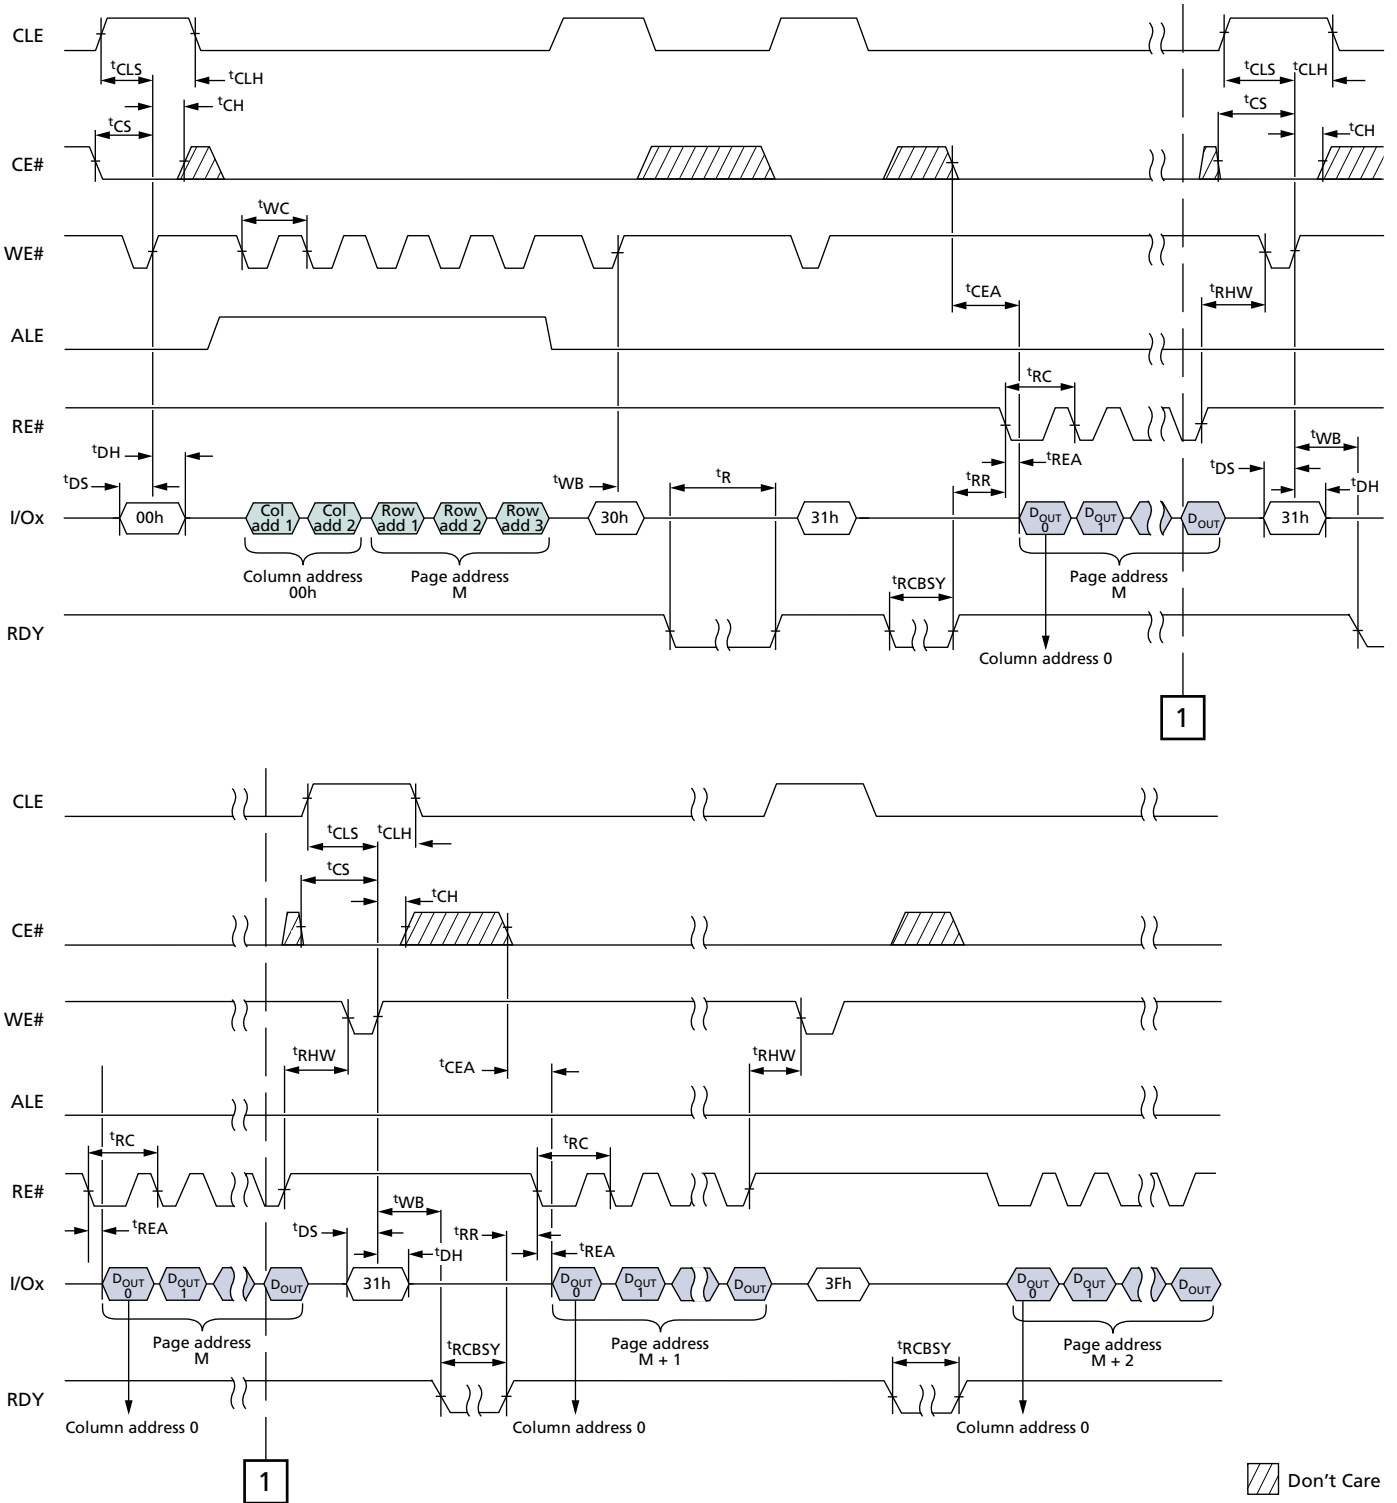 CLE
tCLS
tCLH
tCLS
tCLH
tCH
tCS
tCS
tCH
CE#
tWC
WE#
tCEA
tRHW
ALE
tRC
RE#
tDH
tWB
tREA
tDS
tWB
tR
tRR
tDS
tDH
I/Ox
00h
Col add 1
Col add 2
Row add 1
Row add 2
Row add 3
30h
31h
DOUT 0
DOUT 1
DOUT
31h
Column address 00h
Page address M
Page address M
tRCBSY
RDY
Column address 0
1
CLE
tCLS
tCLH
tCS
tCH
CE#
WE#
tRHW
tCEA
tRHW
ALE
tRC
tRC
RE#
tREA
tWB
tDS
tRR
tDH
tREA
I/Ox
DOUT 0
DOUT 1
DOUT
31h
DOUT 0
DOUT 1
DOUT
3Fh
DOUT 0
DOUT 1
DOUT
Page address M
Page address M + 1
Page address M + 2
tRCBSY
tRCBSY
RDY
Column address 0
Column address 0
Column address 0
1
Don't Care